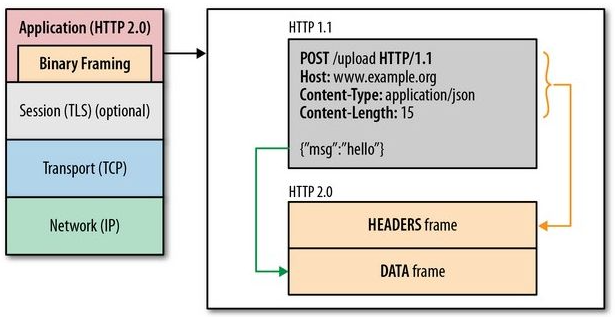 Application (HTTP 2.0)
Binary Framing
Session (TLS) (optional)
Transport (TCP)
Network (IP)
HTTP 1.1
POST /upload HTTP/1.1
Host: www.example.org
Content-Type: application/json
Content-Length: 15
{"msg":"hello"}
HTTP 2.0
HEADERS frame
DATA frame